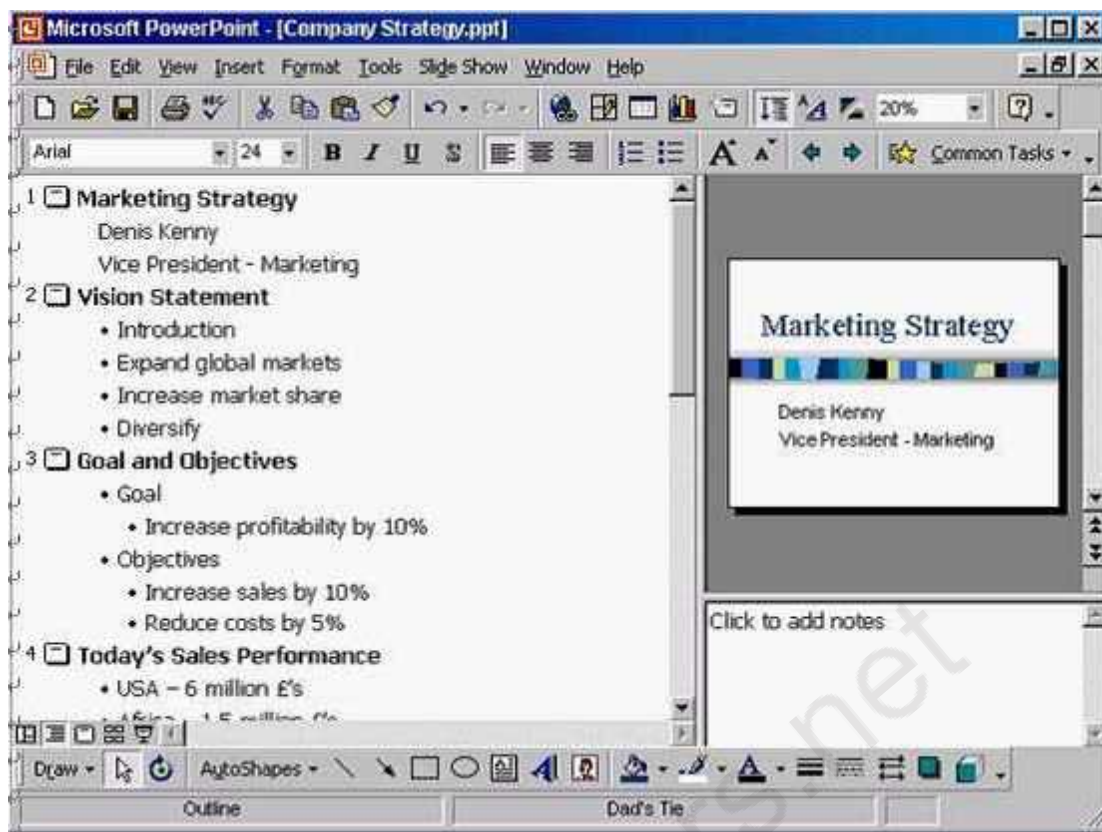 Microsoft PowerPoint - [Company Strategy.ppt]
File Edit View Insert Format Tools Slide Show Window Help
20%
Arial 24 B I U S A A Common Tasks
1 Marketing Strategy
Denis Kenny
Vice President - Marketing
2 Vision Statement
• Introduction
• Expand global markets
• Increase market share
• Diversify
3 Goal and Objectives
• Goal
• Increase profitability by 10%
• Objectives
• Increase sales by 10%
• Reduce costs by 5%
4 Today's Sales Performance
• USA – 6 million £'s
Marketing Strategy
Denis Kenny
Vice President - Marketing
Click to add notes
Draw AutoShapes
Outline Dad's Tie